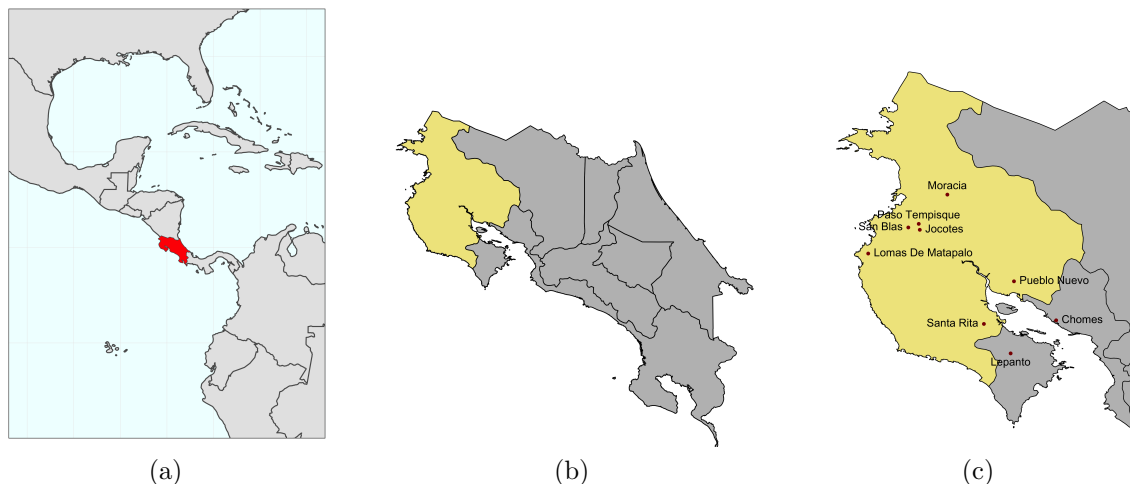 Moracia
Paso Tempisque
San Blas
Jocotes
Lomas De Matapalo
Pueblo Nuevo
Santa Rita
Chomes
Lepanto
(a)
(b)
(c)